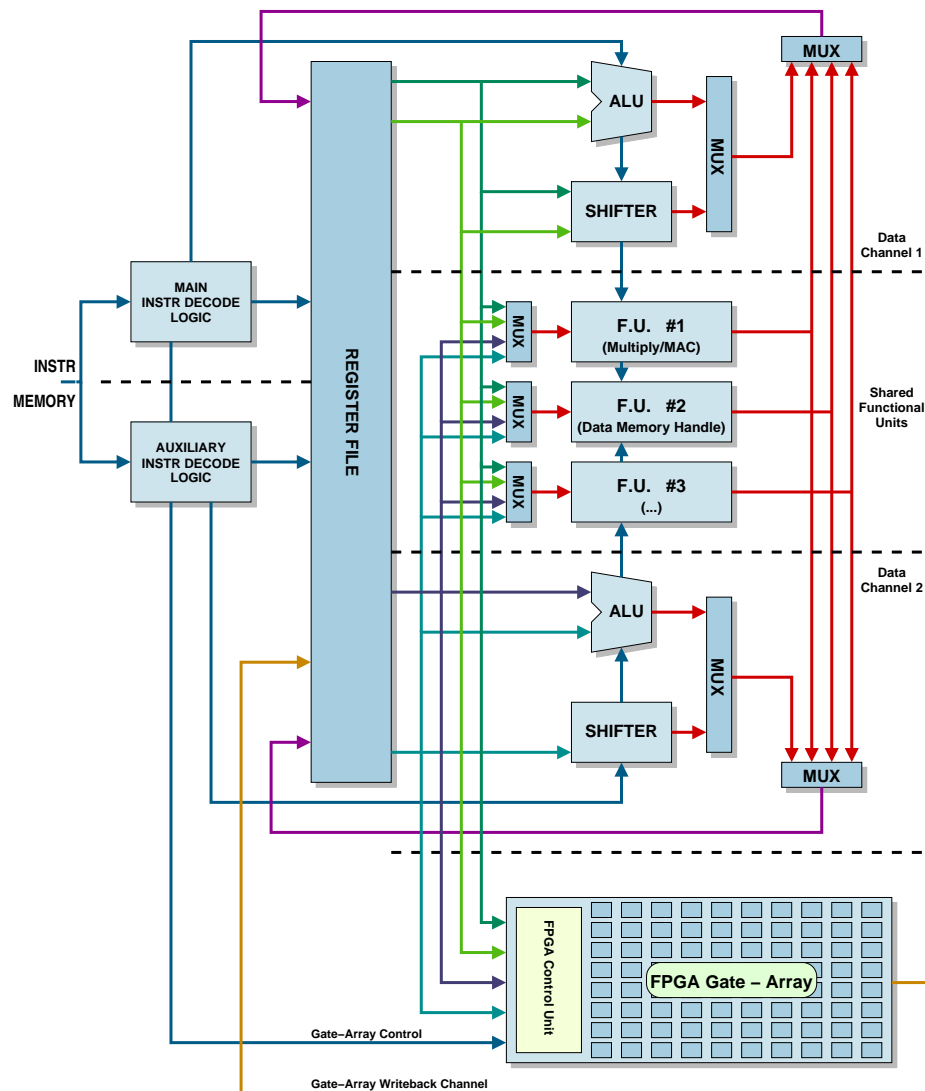 MUX
ALU
MUX
SHIFTER
Data
Channel 1
MAIN
INSTR DECODE
LOGIC
MUX
F.U. #1
(Multiply/MAC)
INSTR
MEMORY
REGISTER FILE
MUX
F.U. #2
(Data Memory Handle)
Shared
Functional
Units
AUXILIARY
INSTR DECODE
LOGIC
MUX
F.U. #3
(...)
Data
Channel 2
ALU
MUX
SHIFTER
MUX
FPGA Control Unit
FPGA Gate – Array
Gate–Array Control
Gate–Array Writeback Channel